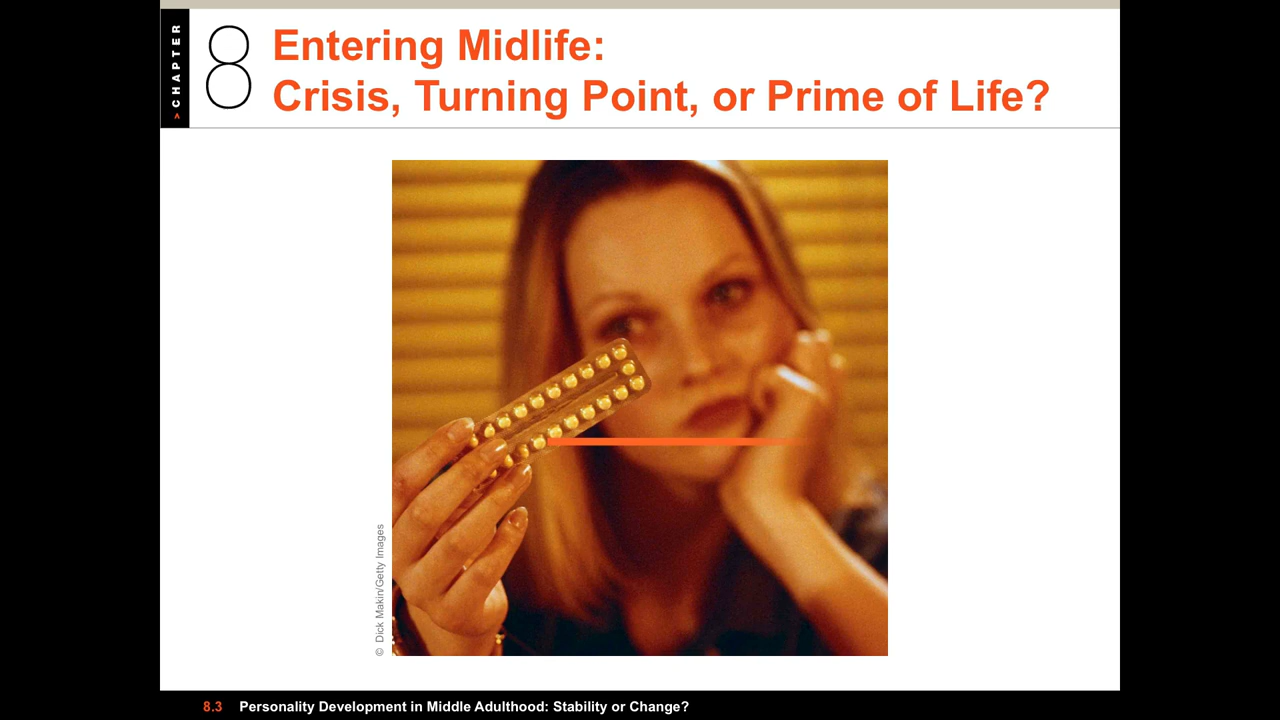 > CHAPTER
8
Entering Midlife:
Crisis, Turning Point, or Prime of Life?
© Dick Makin/Getty Images
8.3 Personality Development in Middle Adulthood: Stability or Change?